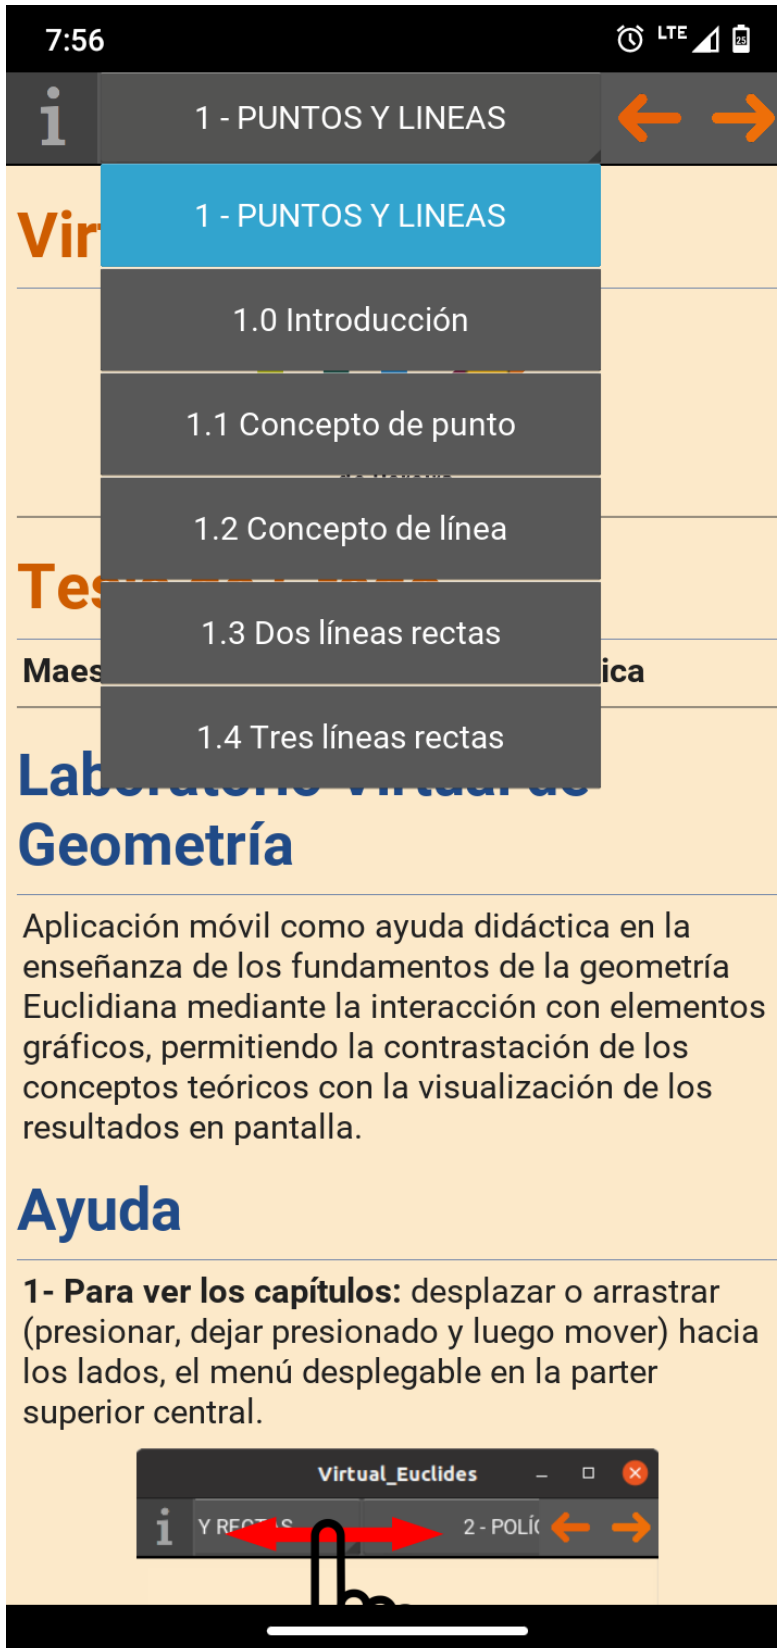 7:56
LTE
25
i
1 - PUNTOS Y LINEAS
1 - PUNTOS Y LINEAS
1.0 Introducción
1.1 Concepto de punto
1.2 Concepto de línea
1.3 Dos líneas rectas
1.4 Tres líneas rectas
Geometría
Aplicación móvil como ayuda didáctica en la
enseñanza de los fundamentos de la geometría
Euclidiana mediante la interacción con elementos
gráficos, permitiendo la contrastación de los
conceptos teóricos con la visualización de los
resultados en pantalla.
Ayuda
1- Para ver los capítulos: desplazar o arrastrar
(presionar, dejar presionado y luego mover) hacia
los lados, el menú desplegable en la parter
superior central.
Virtual_Euclides
i
Y RECTAS
2 - POLÍG